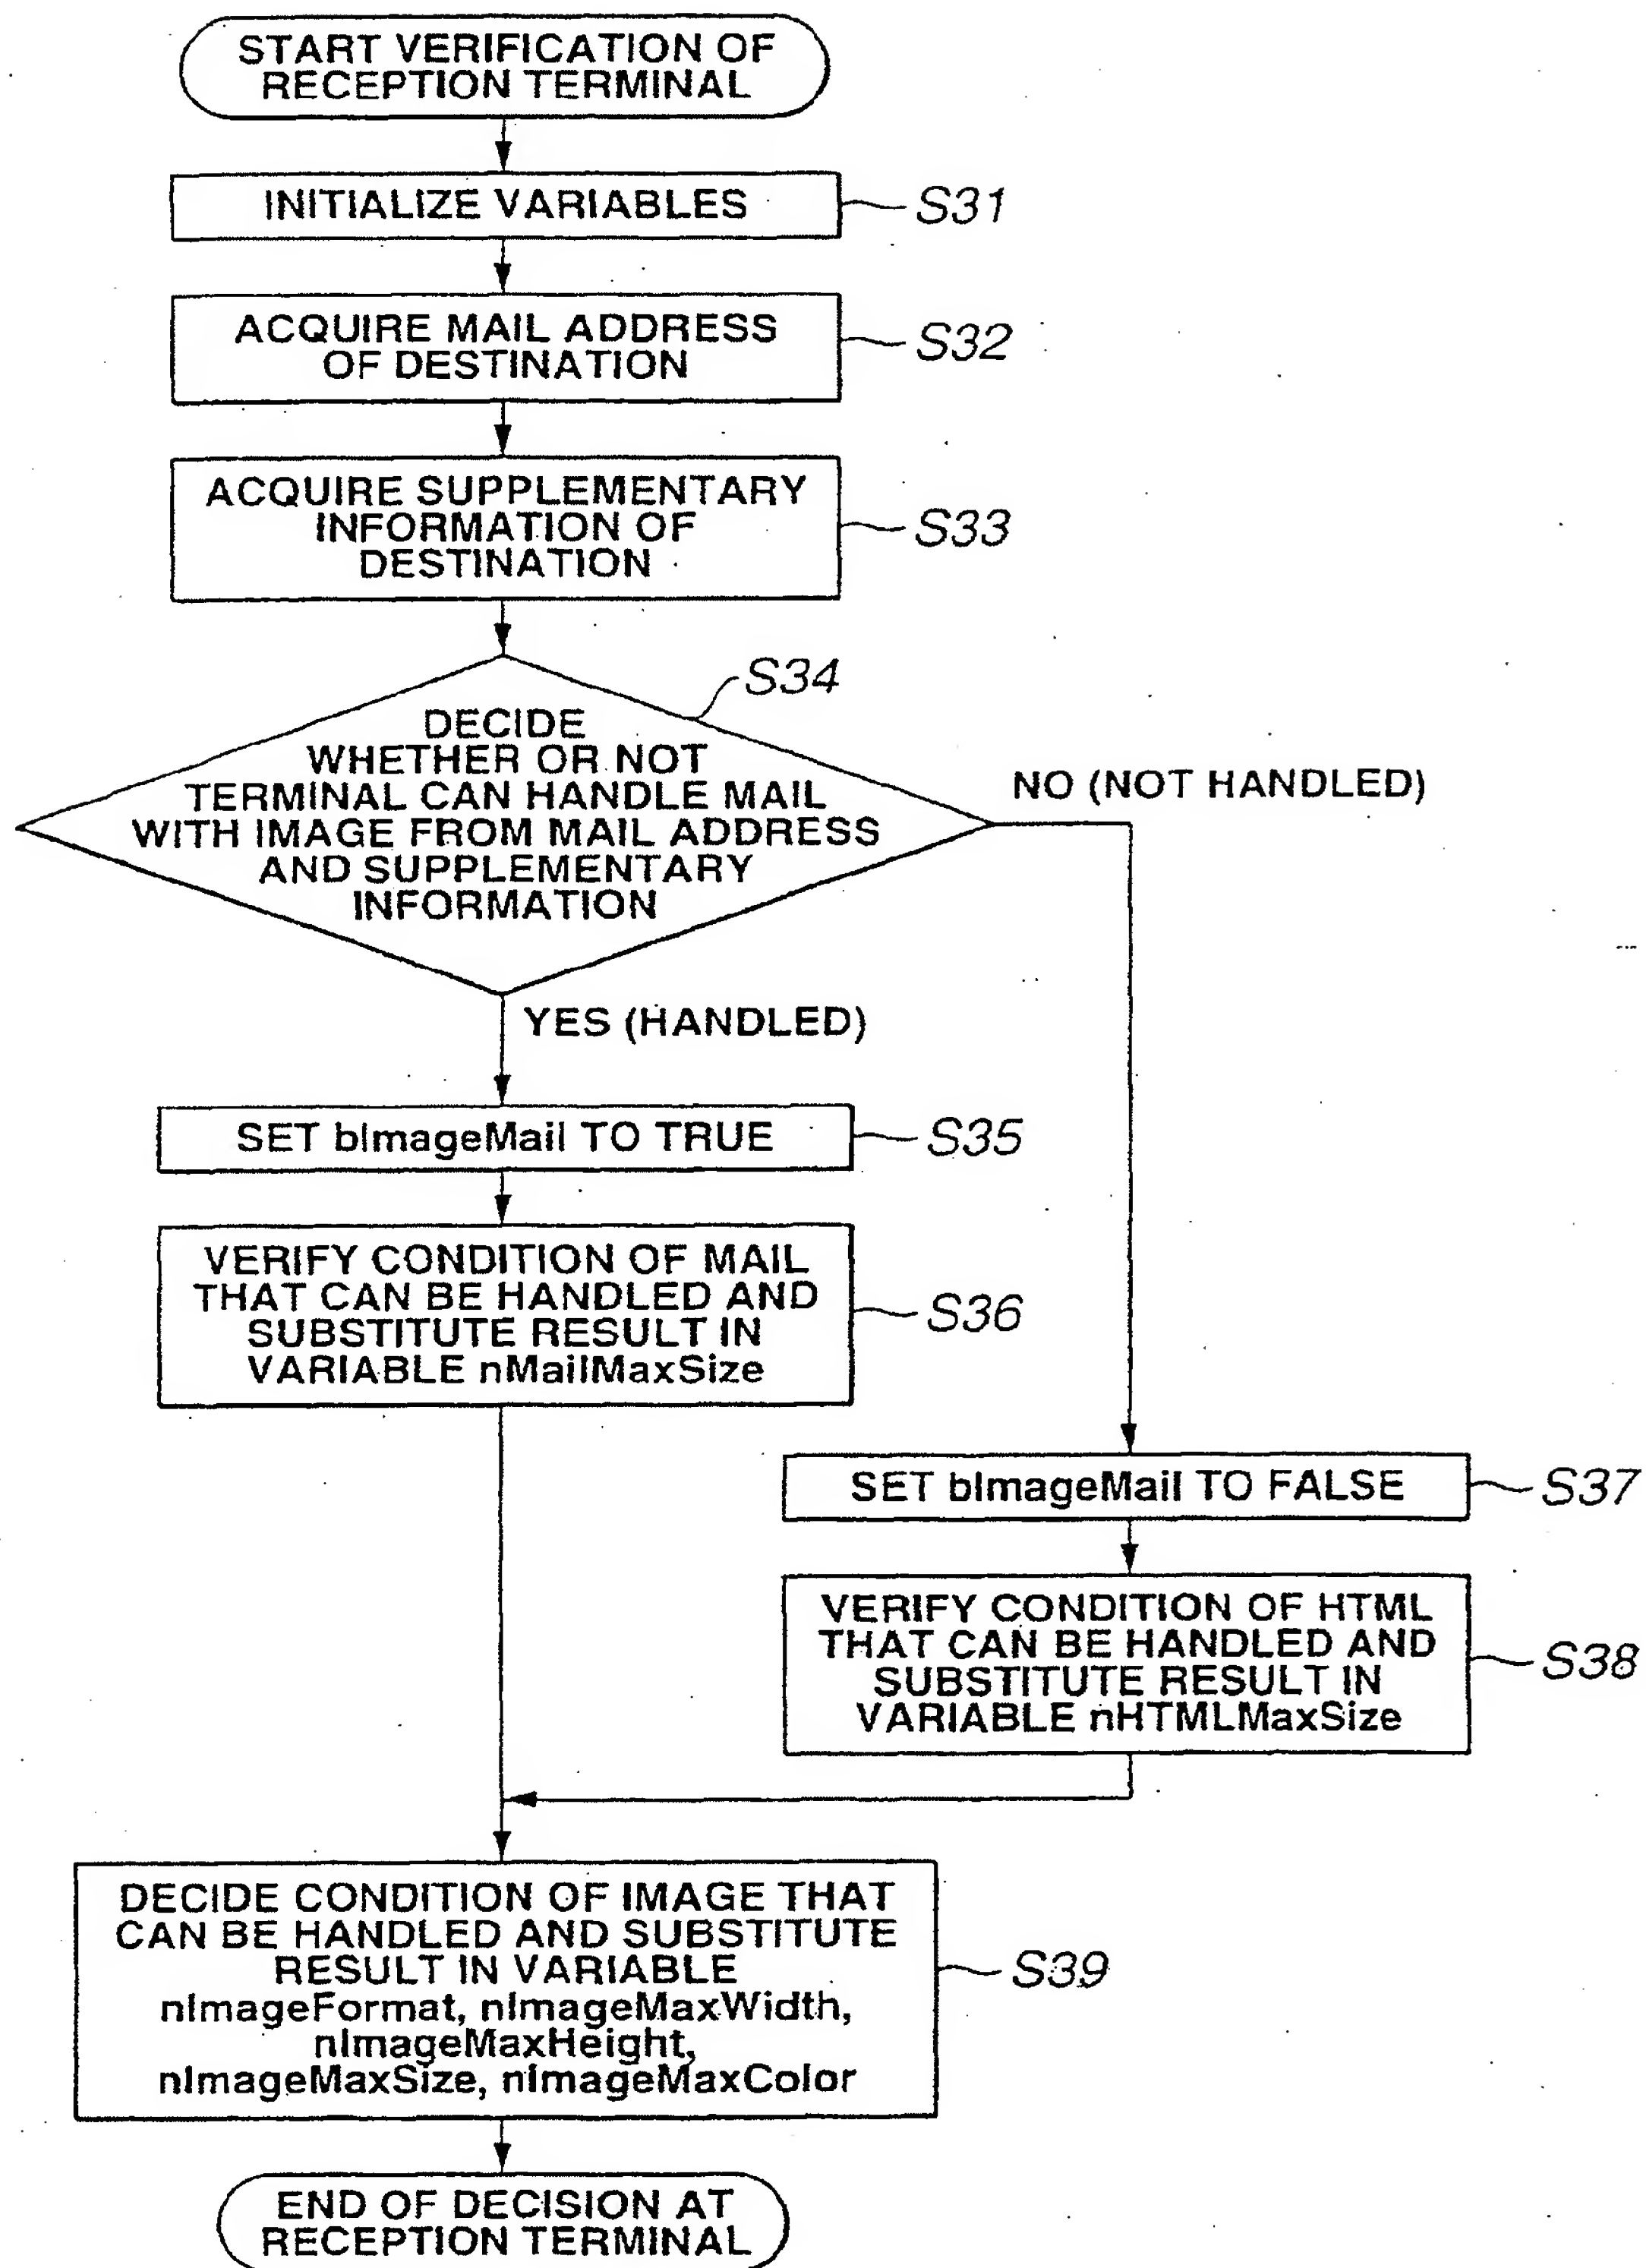 START VERIFICATION OF
RECEPTION TERMINAL
INITIALIZE VARIABLES
S31
ACQUIRE MAIL ADDRESS
OF DESTINATION
S32
ACQUIRE SUPPLEMENTARY
INFORMATION OF
DESTINATION
S33
S34
DECIDE
WHETHER OR NOT
TERMINAL CAN HANDLE MAIL
WITH IMAGE FROM MAIL ADDRESS
AND SUPPLEMENTARY
INFORMATION
NO (NOT HANDLED)
YES (HANDLED)
SET bImageMail TO TRUE
S35
VERIFY CONDITION OF MAIL
THAT CAN BE HANDLED AND
SUBSTITUTE RESULT IN
VARIABLE nMailMaxSize
S36
SET bImageMail TO FALSE
S37
VERIFY CONDITION OF HTML
THAT CAN BE HANDLED AND
SUBSTITUTE RESULT IN
VARIABLE nHTMLMaxSize
S38
DECIDE CONDITION OF IMAGE THAT
CAN BE HANDLED AND SUBSTITUTE
RESULT IN VARIABLE
nImageFormat, nImageMaxWidth,
nImageMaxHeight,
nImageMaxSize, nImageMaxColor
S39
END OF DECISION AT
RECEPTION TERMINAL